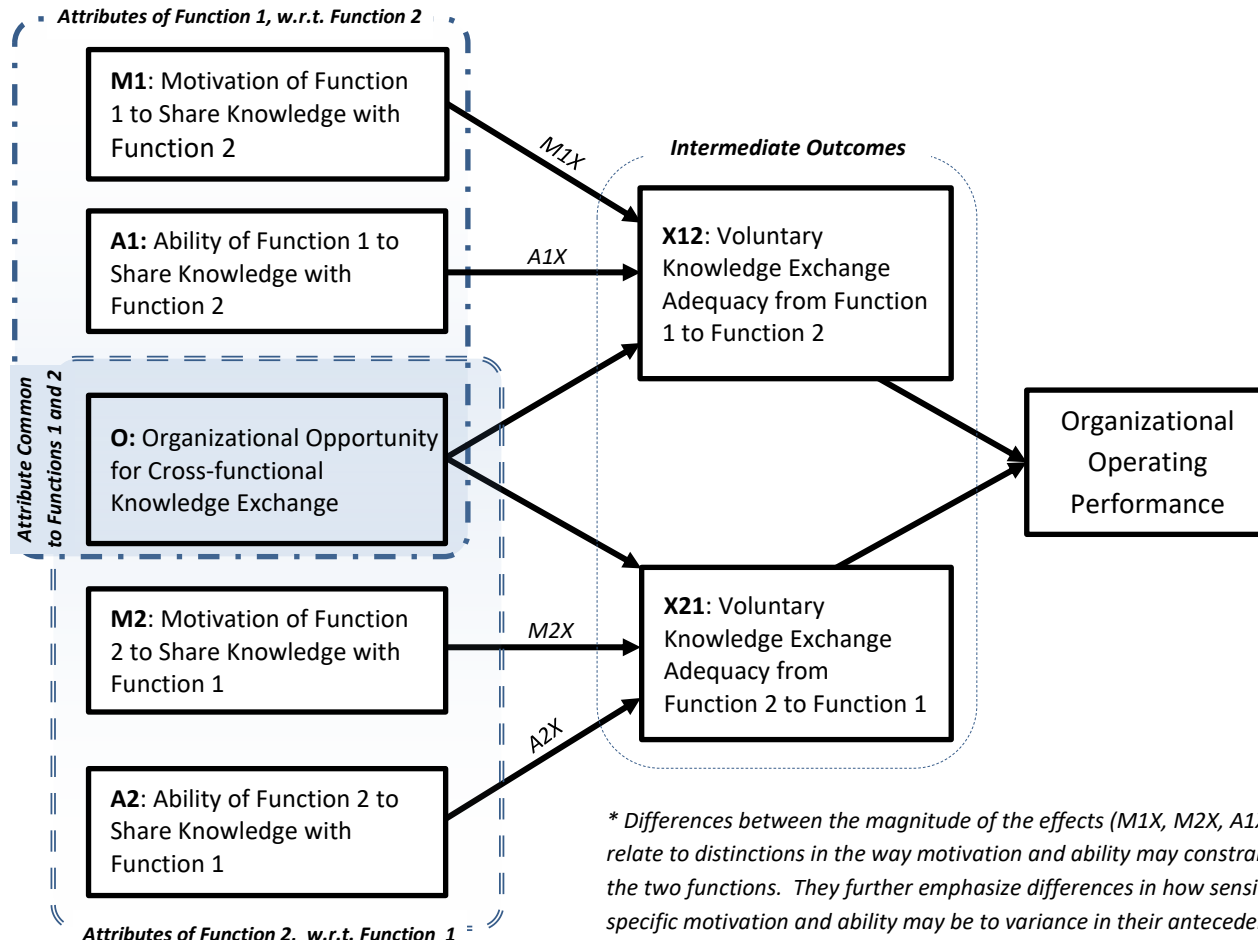 Attributes of Function 1, w.r.t. Function 2
M1: Motivation of Function
1 to Share Knowledge with
Function 2
M1X
A1: Ability of Function 1 to
Share Knowledge with
Function 2
A1X
Attribute Common
to Functions 1 and 2
O: Organizational Opportunity
for Cross-functional
Knowledge Exchange
M2: Motivation of Function
2 to Share Knowledge with
Function 1
M2X
A2: Ability of Function 2 to
Share Knowledge with
Function 1
A2X
Attributes of Function 2, w.r.t. Function 1
Intermediate Outcomes
X12: Voluntary
Knowledge Exchange
Adequacy from Function
1 to Function 2
X21: Voluntary
Knowledge Exchange
Adequacy from
Function 2 to Function 1
Organizational
Operating
Performance
* Differences between the magnitude of the effects (M1X, M2X,
relate to distinctions in the way motivation and ability may
the two functions. They further emphasize differences in how
specific motivation and ability may be to variance in their